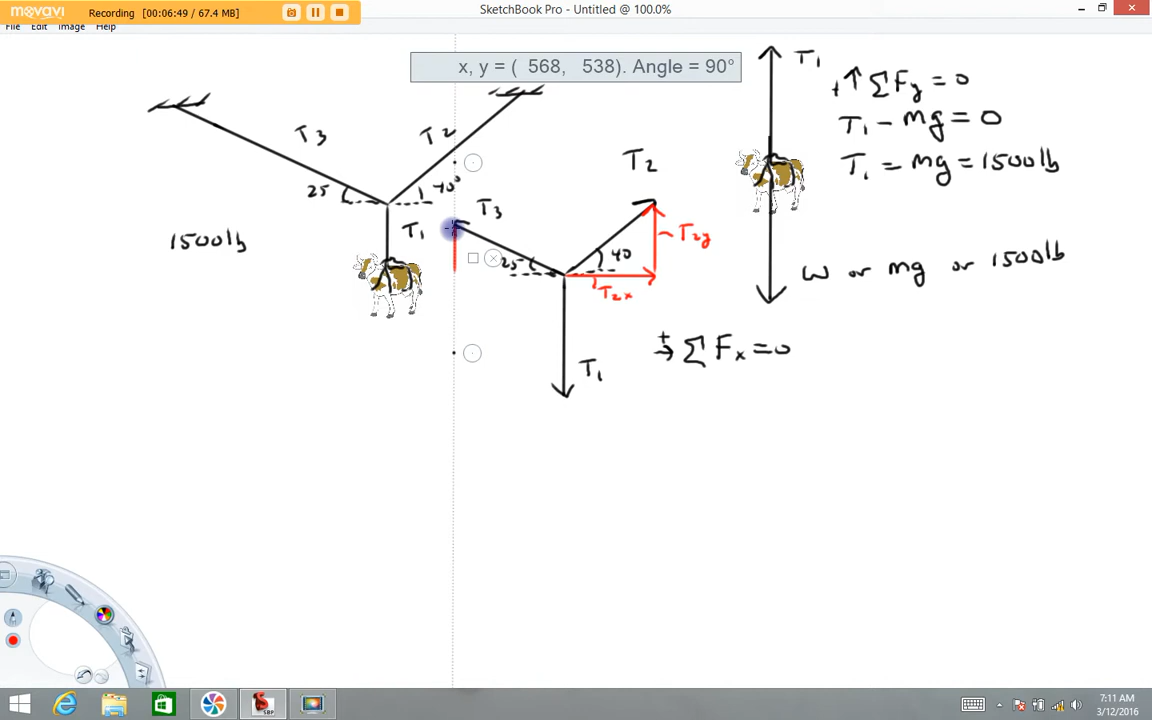 movavi
Recording (00:06:49 / 67.4 MB)
SketchBook Pro - Untitled @ 100.0%
File Edit Image Help
x, y = ( 568, 538). Angle = 90°
T3
T2
25
40°
T1
1500lb
T3
T2
25
40
T2y
T2x
T1
T1
+↑ ΣFy = 0
T1 - mg = 0
T1 = mg = 1500lb
W or mg or 1500lb
+→ ΣFx = 0
SBP
7:11 AM
3/12/2016